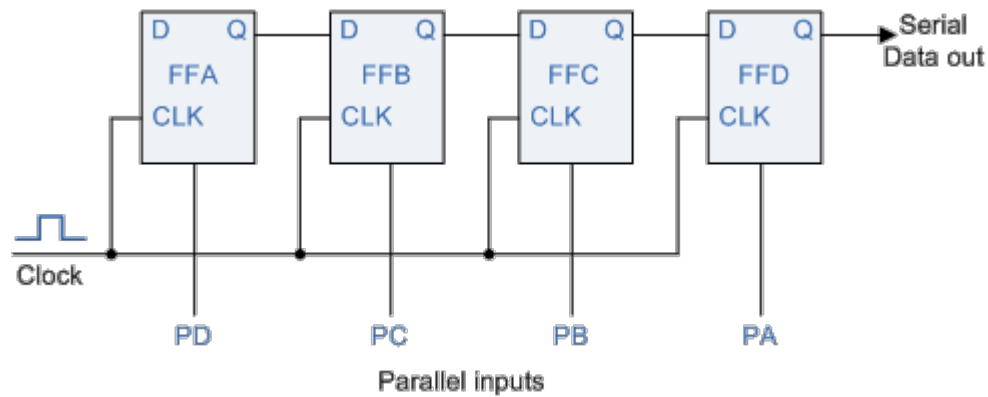 D Q D Q D Q D Q Serial
Data out
FFA FFB FFC FFD
CLK CLK CLK CLK
Clock
PD PC PB PA
Parallel inputs